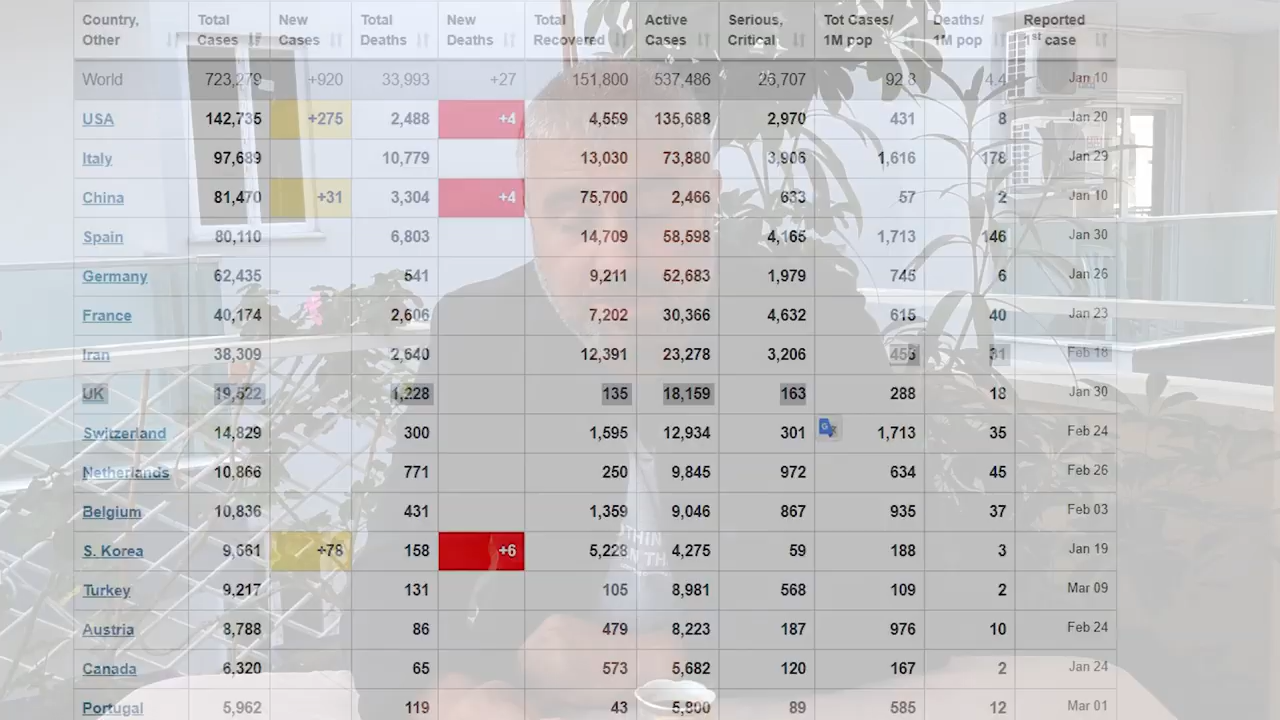 Country, Other Total Cases New Cases Total Deaths New Deaths Total Recovered Active Cases Serious, Critical Tot Cases/ 1M pop Deaths/ 1M pop Reported 1st case
World 723,279 +920 33,993 +27 151,800 537,486 26,707 92.8 4.4 Jan 10
USA 142,735 +275 2,488 +4 4,559 135,688 2,970 431 8 Jan 20
Italy 97,689 10,779 13,030 73,880 3,906 1,616 178 Jan 29
China 81,470 +31 3,304 +4 75,700 2,466 633 57 2 Jan 10
Spain 80,110 6,803 14,709 58,598 4,165 1,713 146 Jan 30
Germany 62,435 541 9,211 52,683 1,979 745 6 Jan 26
France 40,174 2,606 7,202 30,366 4,632 615 40 Jan 23
Iran 38,309 2,640 12,391 23,278 3,206 456 31 Feb 18
UK 19,522 1,228 135 18,159 163 288 18 Jan 30
Switzerland 14,829 300 1,595 12,934 301 1,713 35 Feb 24
Netherlands 10,866 771 250 9,845 972 634 45 Feb 26
Belgium 10,836 431 1,359 9,046 867 935 37 Feb 03
S. Korea 9,661 +78 158 +6 5,228 4,275 59 188 3 Jan 19
Turkey 9,217 131 105 8,981 568 109 2 Mar 09
Austria 8,788 86 479 8,223 187 976 10 Feb 24
Canada 6,320 65 573 5,682 120 167 2 Jan 24
Portugal 5,962 119 43 5,800 89 585 12 Mar 01